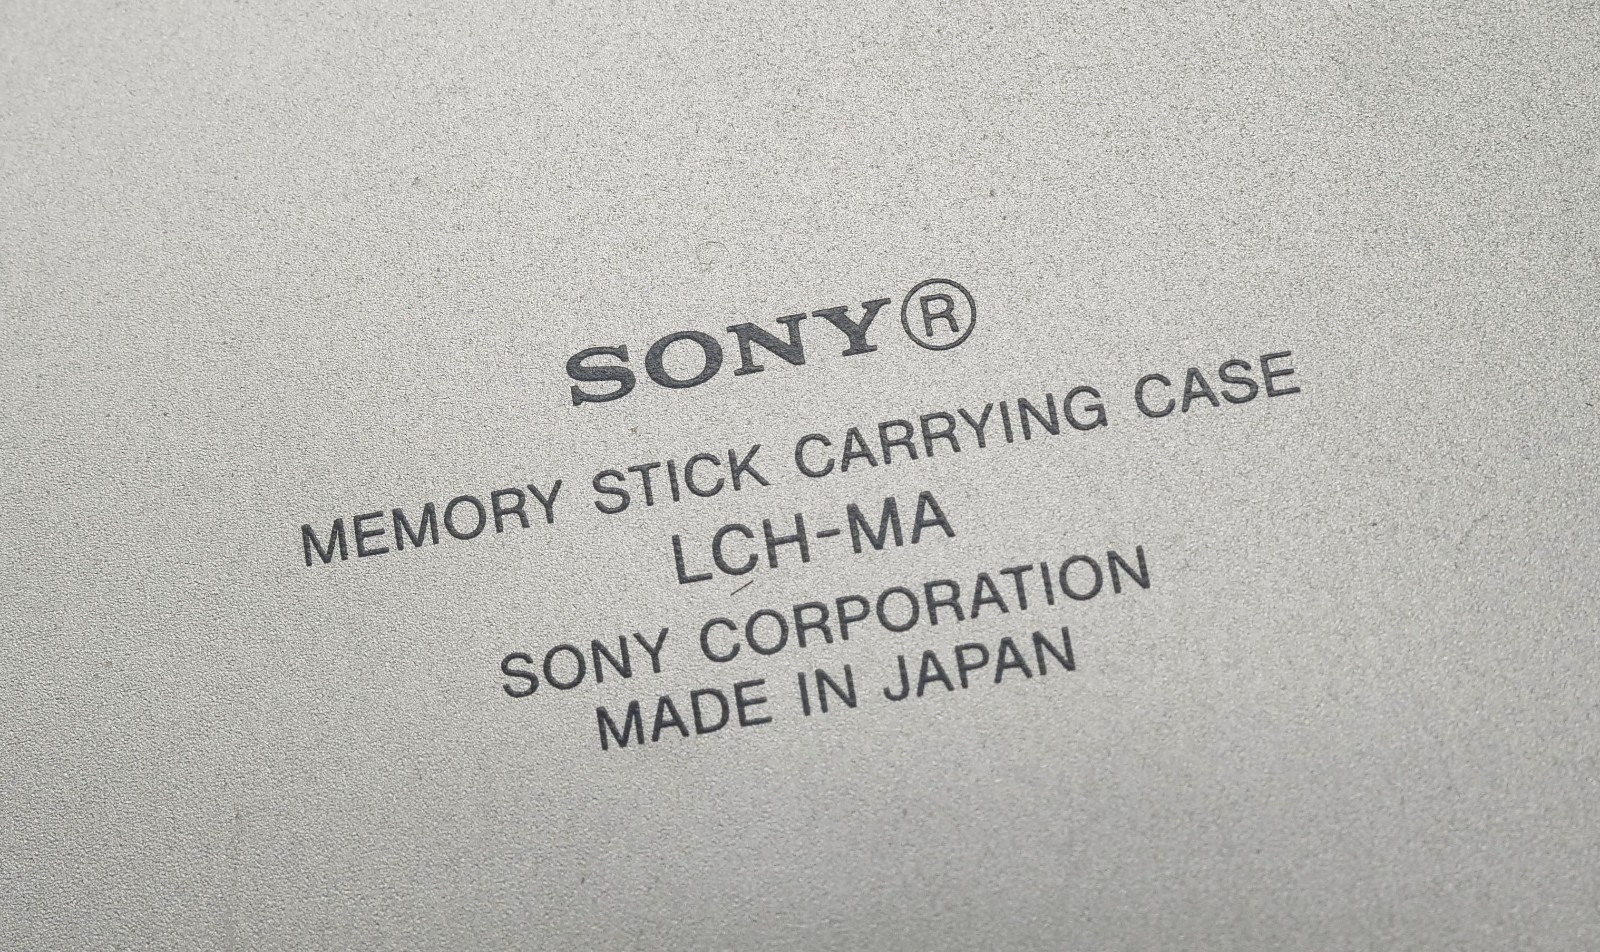 SONY®
MEMORY STICK CARRYING CASE
LCH-MA
SONY CORPORATION
MADE IN JAPAN